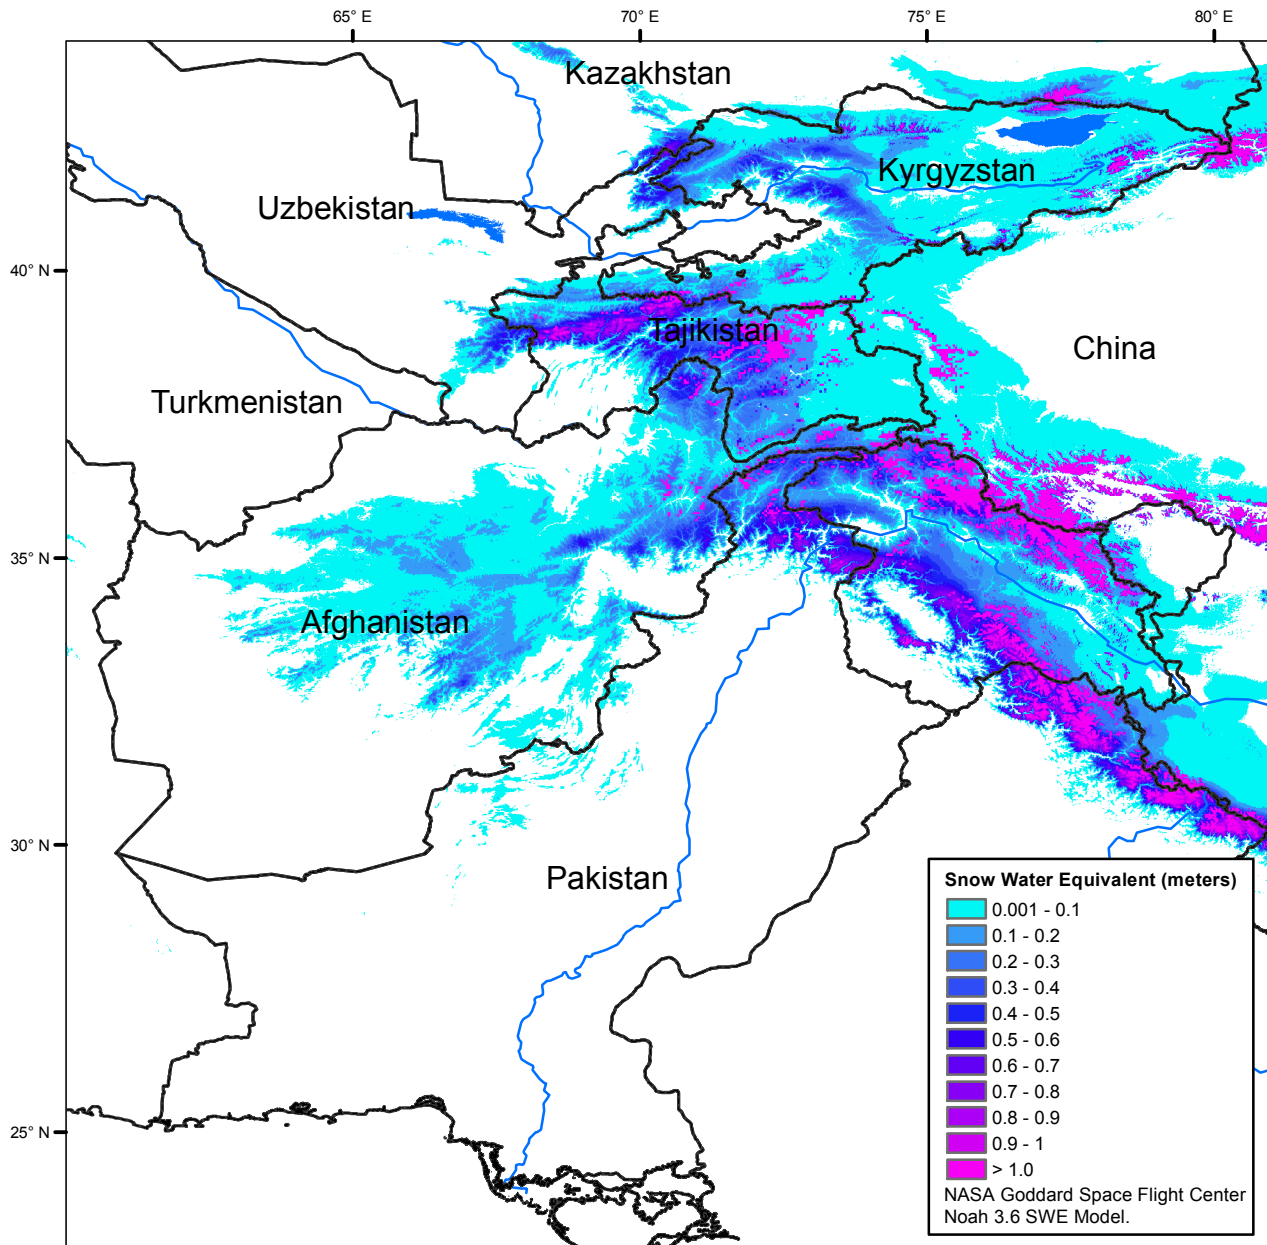 65° E
70° E
75° E
80° E
Kazakhstan
Kyrgyzstan
Uzbekistan
40° N
Tajikistan
China
Turkmenistan
35° N
Afghanistan
30° N
Pakistan
25° N
Snow Water Equivalent (meters)
0.001 - 0.1
0.1 - 0.2
0.2 - 0.3
0.3 - 0.4
0.4 - 0.5
0.5 - 0.6
0.6 - 0.7
0.7 - 0.8
0.8 - 0.9
0.9 - 1
> 1.0
NASA Goddard Space Flight Center
Noah 3.6 SWE Model.